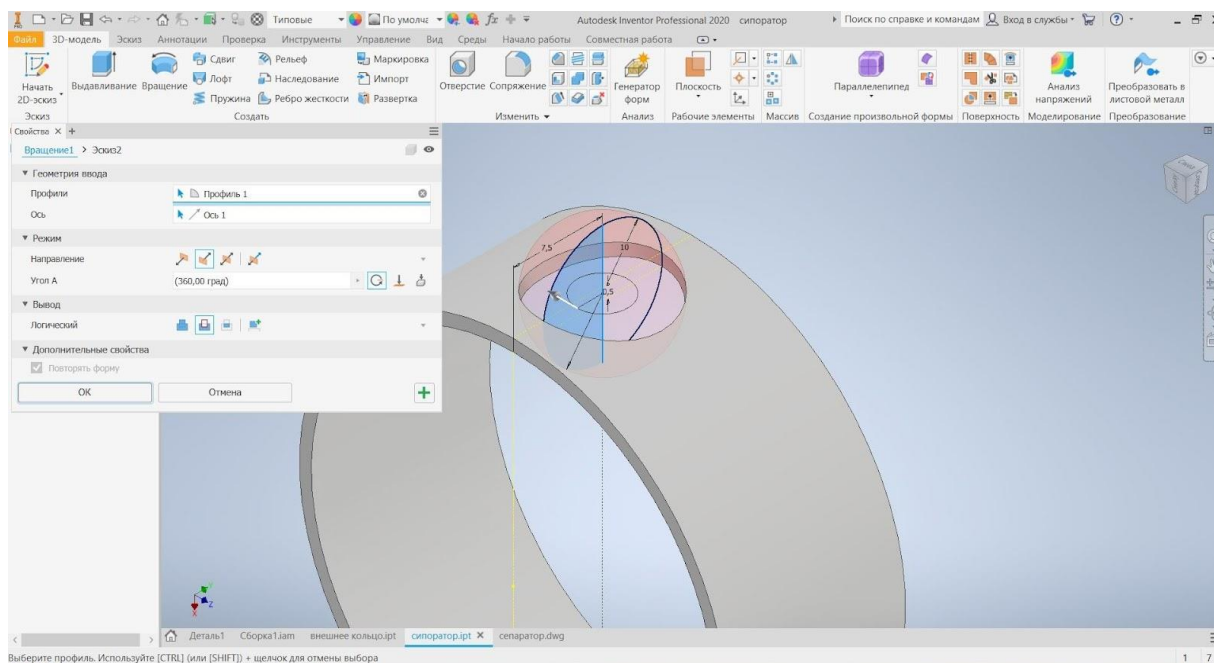 Типовые
По умолча
Autodesk Inventor Professional 2020 сипоратор
Поиск по справке и командам
Вход в службы
Файл 3D-модель Эскиз Аннотации Проверка Инструменты Управление Вид Среды Начало работы Совместная работа
Начать 2D-эскиз
Выдавливание
Вращение
Сдвиг
Рельеф
Маркировка
Лофт
Наследование
Импорт
Пружина
Ребро жесткости
Развертка
Отверстие
Сопряжение
Генератор форм
Плоскость
Параллелепипед
Анализ напряжений
Преобразовать в листовой металл
Эскиз
Создать
Изменить
Анализ
Рабочие элементы
Массив
Создание произвольной формы
Поверхность
Моделирование
Преобразование
Свойства X +
Вращение1 > Эскиз2
Геометрия ввода
Профили
Профиль 1
Ось
Ось 1
Режим
Направление
Угол A
(360,00 град)
Вывод
Логический
Дополнительные свойства
Повторять форму
OK
Отмена
7,5
10
0,5
X
Z
Деталь1
Сборка1.iam
внешнее кольцо.ipt
сипоратор.ipt X
сепаратор.dwg
Выберите профиль. Используйте [CTRL] (или [SHIFT]) + щелчок для отмены выбора
1 7